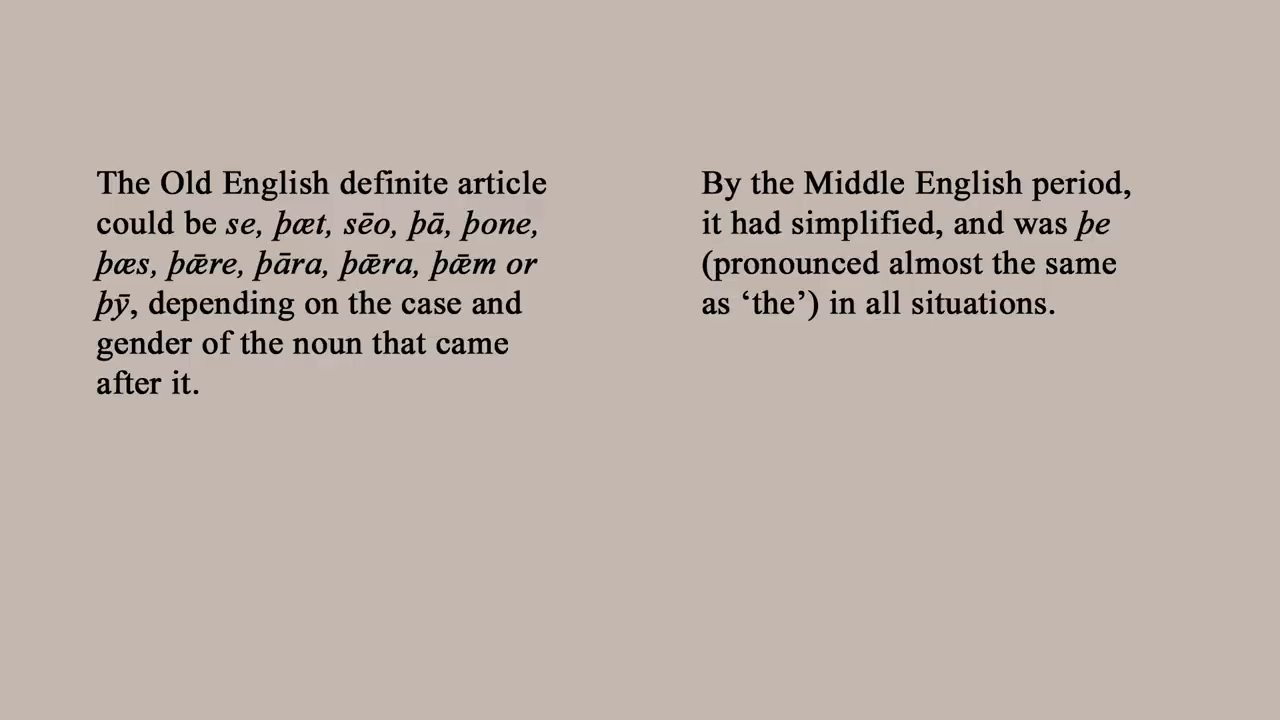 The Old English definite article
could be se, þæt, sēo, þā, þone,
þæs, þǣre, þāra, þǣra, þǣm or
þȳ, depending on the case and
gender of the noun that came
after it.
By the Middle English period,
it had simplified, and was þe
(pronounced almost the same
as ‘the’) in all situations.